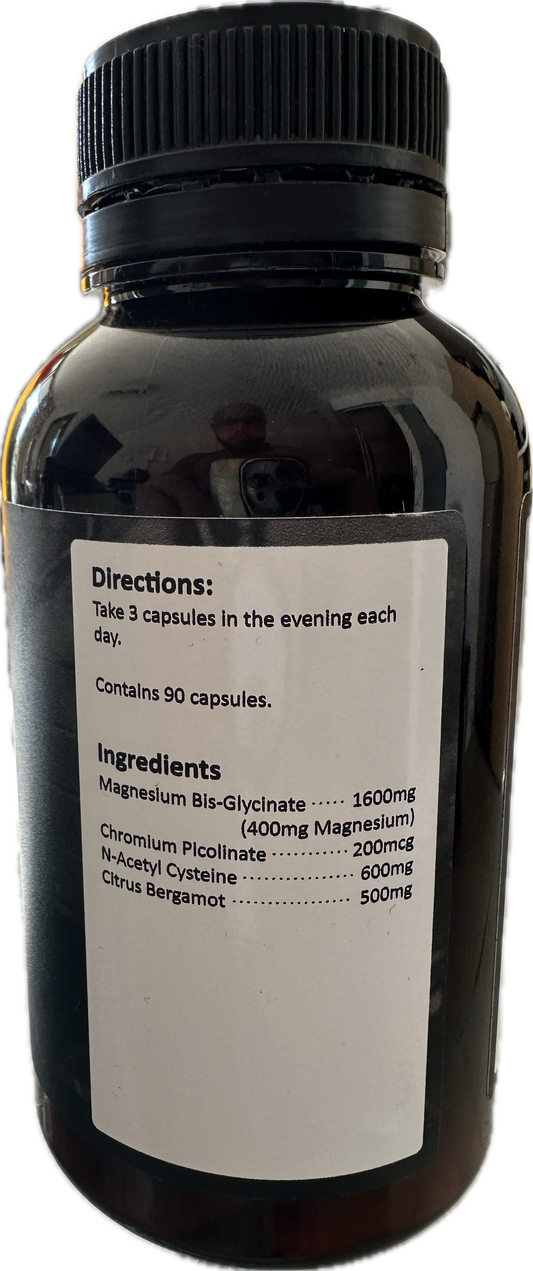 Directions:
Take 3 capsules in the evening each
day.
Contains 90 capsules.
Ingredients
Magnesium Bis-Glycinate ····· 1600mg
(400mg Magnesium)
Chromium Picolinate ··········· 200mcg
N-Acetyl Cysteine ················ 600mg
Citrus Bergamot ·················· 500mg